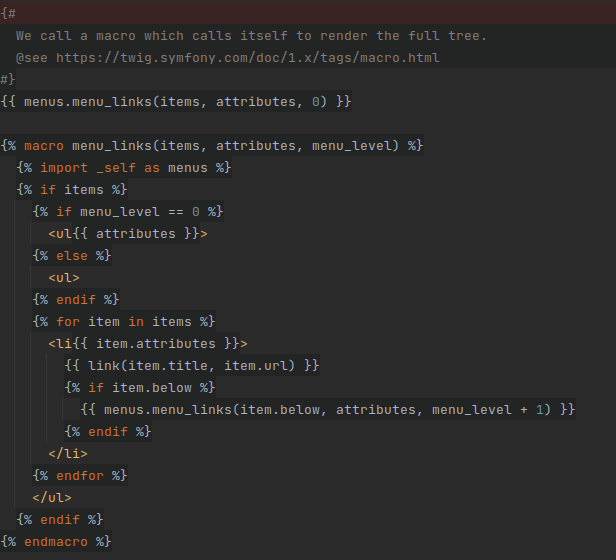 {#
  We call a macro which calls itself to render the full tree.
  @see https://twig.symfony.com/doc/1.x/tags/macro.html
#}
{{ menus.menu_links(items, attributes, 0) }}

{% macro menu_links(items, attributes, menu_level) %}
  {% import _self as menus %}
  {% if items %}
    {% if menu_level == 0 %}
      <ul{{ attributes }}>
    {% else %}
      <ul>
    {% endif %}
    {% for item in items %}
      <li{{ item.attributes }}>
        {{ link(item.title, item.url) }}
        {% if item.below %}
          {{ menus.menu_links(item.below, attributes, menu_level + 1) }}
        {% endif %}
      </li>
    {% endfor %}
    </ul>
  {% endif %}
{% endmacro %}